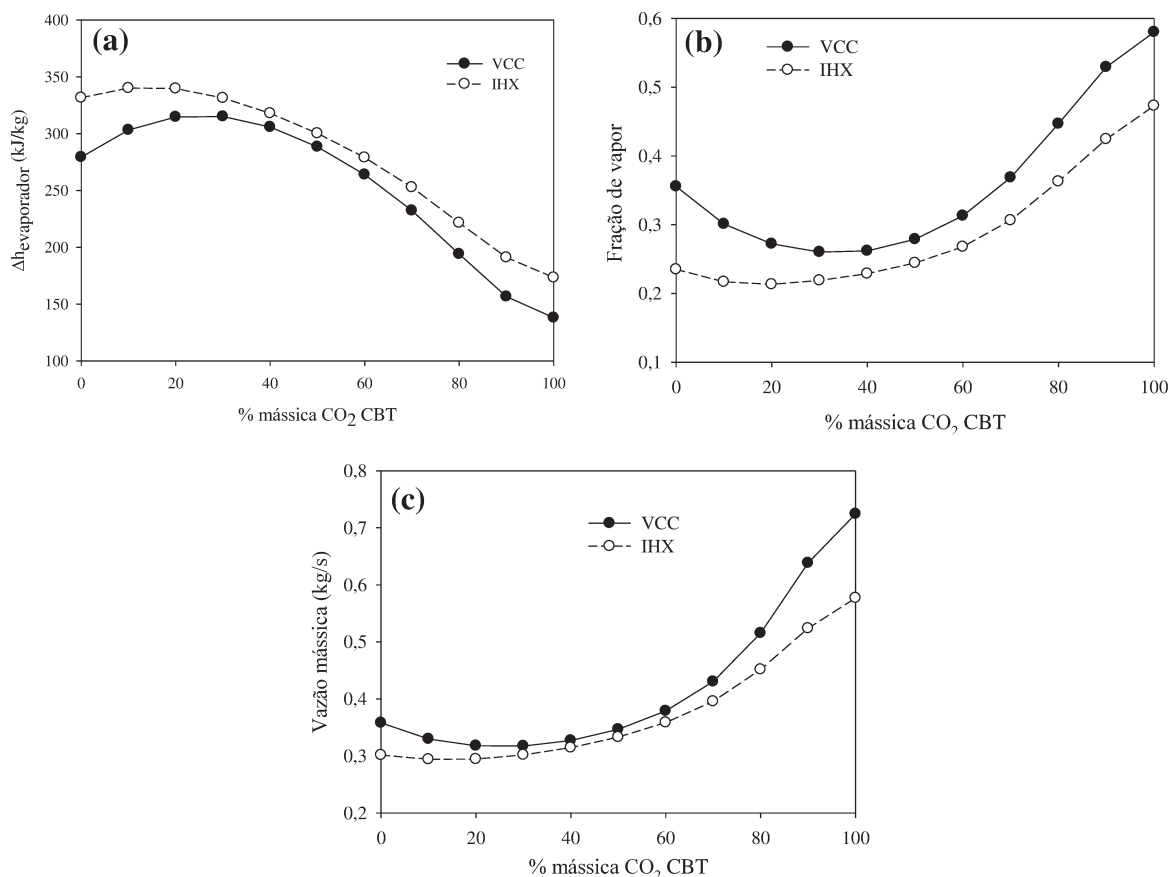 (a)
VCC
IHX
400
350
300
250
200
150
100
Δhevaporador (kJ/kg)
0 20 40 60 80 100
% mássica CO2 CBT
(b)
VCC
IHX
0,6
0,5
0,4
0,3
0,2
0,1
Fração de vapor
0 20 40 60 80 100
% mássica CO2 CBT
(c)
VCC
IHX
0,8
0,7
0,6
0,5
0,4
0,3
0,2
Vazão mássica (kg/s)
0 20 40 60 80 100
% mássica CO2 CBT